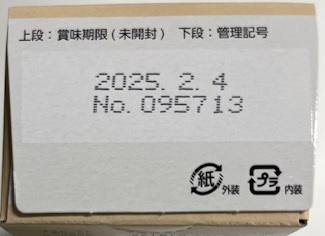 上段：賞味期限(未開封)　下段：管理記号
2025. 2. 4
No. 095713
紙 外装 プラ 内装